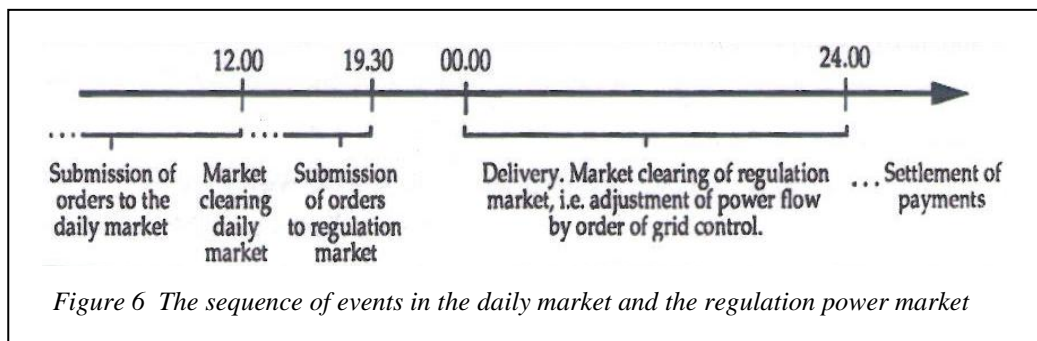 12.00 19.30 00.00 24.00
Submission of
orders to the
daily market
Market
clearing
daily
market
Submission
of orders
to regulation
market
Delivery. Market clearing of regulation
market, i.e. adjustment of power flow
by order of grid control.
... Settlement of
payments
Figure 6 The sequence of events in the daily market and the regulation power market